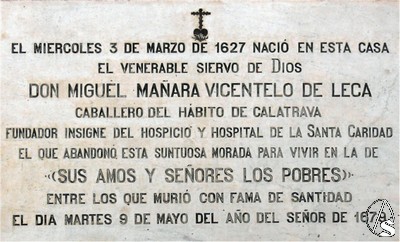 EL MIERCOLES 3 DE MARZO DE 1627 NACIÓ EN ESTA CASA
EL VENERABLE SIERVO DE DIOS
DON MIGUEL MAÑARA VICENTELO DE LECA
CABALLERO DEL HÁBITO DE CALATRAVA
FUNDADOR INSIGNE DEL HOSPICIO Y HOSPITAL DE LA SANTA CARIDAD
EL QUE ABANDONÓ ESTA SUNTUOSA MORADA PARA VIVIR EN LA DE
«SUS AMOS Y SEÑORES LOS POBRES»
ENTRE LOS QUE MURIÓ CON FAMA DE SANTIDAD
EL DIA MARTES 9 DE MAYO DEL AÑO DEL SEÑOR DE 1679